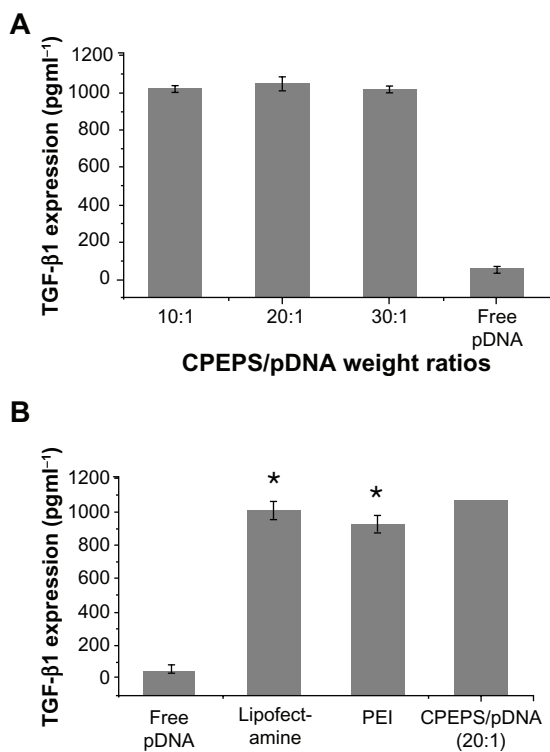 A
TGF-β1 expression (pgml⁻¹)
1200
1000
800
600
400
200
0
10:1 20:1 30:1 Free
pDNA
CPEPS/pDNA weight ratios
B
TGF-β1 expression (pgml⁻¹)
1200
1000
800
600
400
200
0
* *
Free Lipofect- PEI CPEPS/pDNA
pDNA amine (20:1)